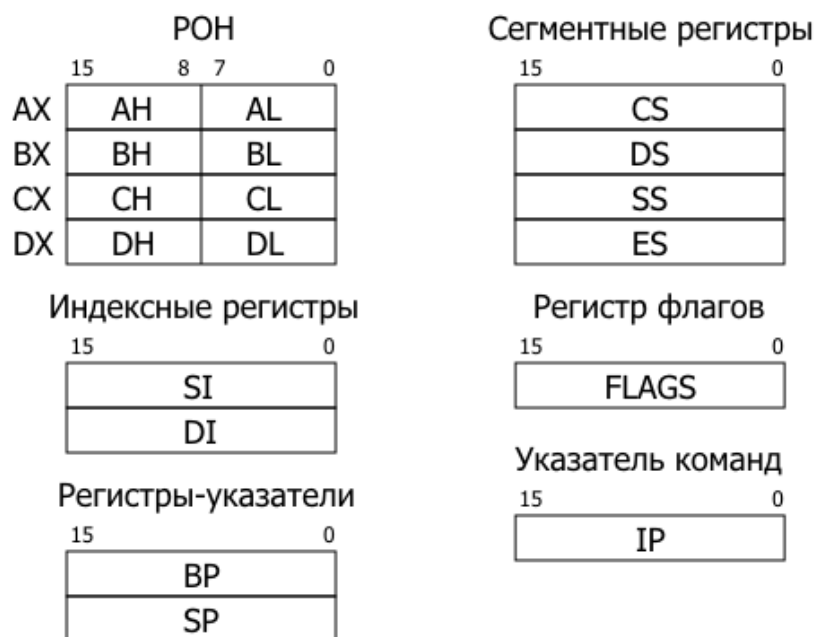 РОН
15 8 7 0
AX AH AL
BX BH BL
CX CH CL
DX DH DL
Индексные регистры
15 0
SI
DI
Регистры-указатели
15 0
BP
SP
Сегментные регистры
15 0
CS
DS
SS
ES
Регистр флагов
15 0
FLAGS
Указатель команд
15 0
IP